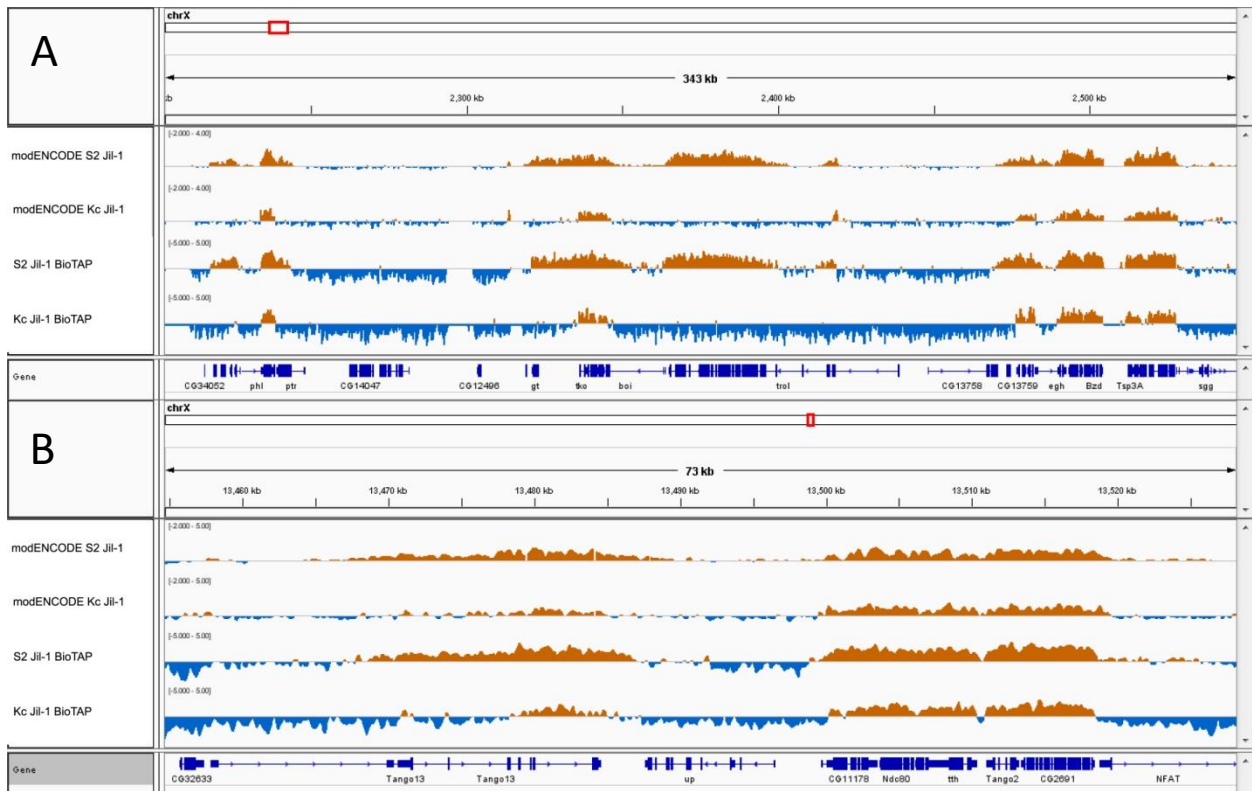 A
chrX
343 kb
kb
2,300 kb 2,400 kb 2,500 kb
[-2.000 - 4.00]
modENCODE S2 Jil-1
[-2.000 - 4.00]
modENCODE Kc Jil-1
[-5.000 - 5.00]
S2 Jil-1 BioTAP
[-5.000 - 5.00]
Kc Jil-1 BioTAP
Gene
CG34052 phl ptr CG14047 CG12496 gt tko boi trol CG13758 CG13759 egh Bzd Tsp3A sgg
B
chrX
73 kb
13,460 kb 13,470 kb 13,480 kb 13,490 kb 13,500 kb 13,510 kb 13,520 kb
[-2.000 - 5.00]
modENCODE S2 Jil-1
[-2.000 - 5.00]
modENCODE Kc Jil-1
[-5.000 - 5.00]
S2 Jil-1 BioTAP
[-5.000 - 5.00]
Kc Jil-1 BioTAP
Gene
CG32633 Tango13 Tango13 up CG11178 Ndc80 tth Tango2 CG2691 NFAT